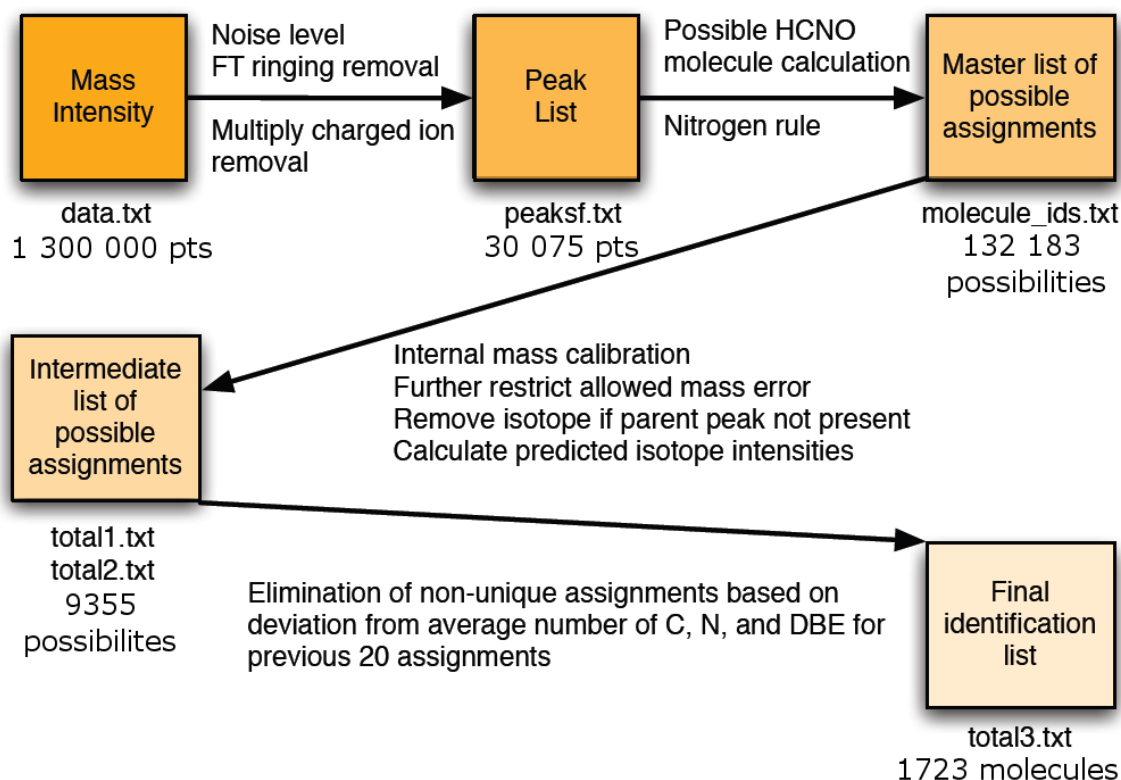 Mass
Intensity
data.txt
1 300 000 pts
Noise level
FT ringing removal
Multiply charged ion
removal
Peak
List
peaksf.txt
30 075 pts
Possible HCNO
molecule calculation
Nitrogen rule
Master list of
possible
assignments
molecule_ids.txt
132 183
possibilities
Internal mass calibration
Further restrict allowed mass error
Remove isotope if parent peak not present
Calculate predicted isotope intensities
Intermediate
list of
possible
assignments
total1.txt
total2.txt
9355
possibilites
Elimination of non-unique assignments based on
deviation from average number of C, N, and DBE for
previous 20 assignments
Final
identification
list
total3.txt
1723 molecules